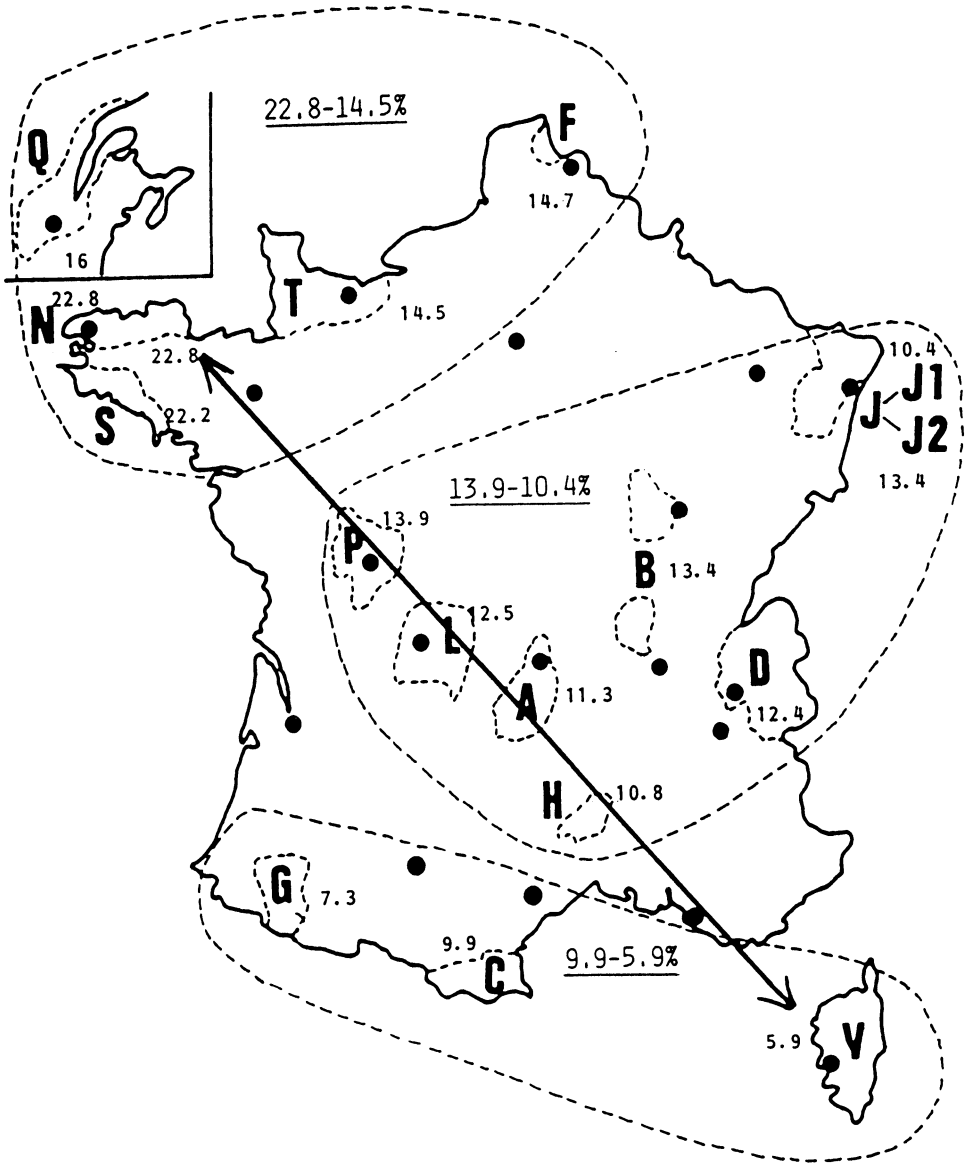 22.8-14.5%
F
Q
14.7
16
22.8
T
14.5
N
22.8
10.4
J1
J
J2
S
22.2
13.4
13.9-10.4%
13.9
P
B
13.4
12.5
L
D
11.3
A
12.4
H
10.8
G
7.3
9.9
C
9.9-5.9%
5.9
Y